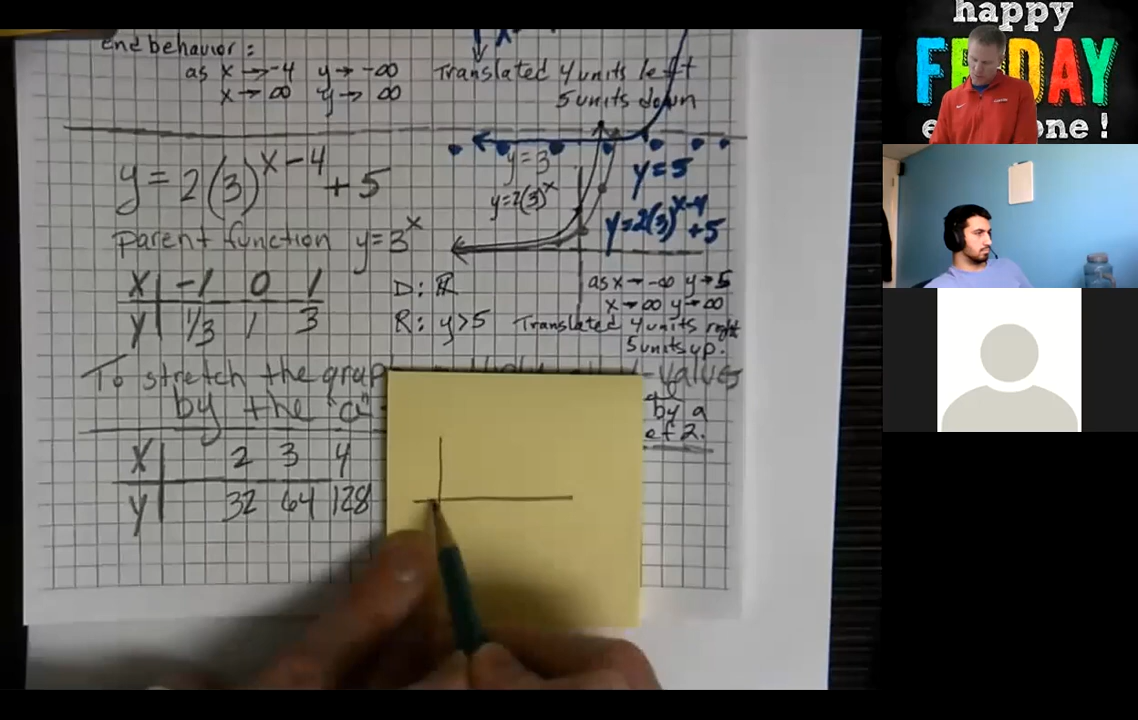 end behavior:
as x → -4 y → -∞
x → ∞ y → ∞
Translated 4 units left
5 units down
y = 2(3)^x-4 + 5
parent function y = 3^x
x | -1 0 1
y | 1/3 1 3
y = 3
y = 2(3)^x
y = 5
y = 2(3)^x-4 + 5
D: ℝ
R: y > 5
as x → -∞ y → 5
x → ∞ y → ∞
Translated 4 units right
5 units up.
To stretch the
by the "a"
by a
of 2.
x | 2 3 4
y | 32 64 128
happy
FRIDAY
!